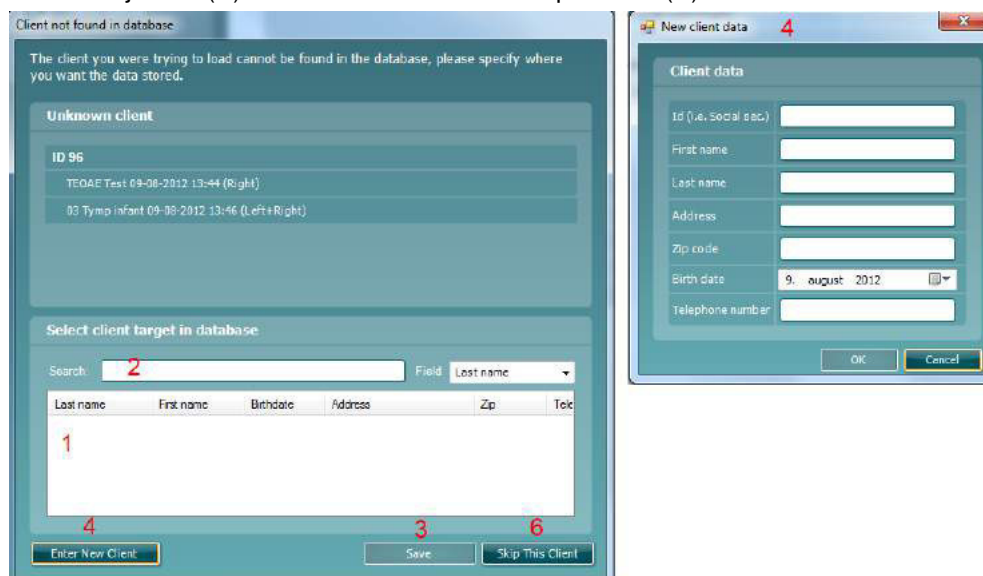 Client not found in database
The client you were trying to load cannot be found in the database, please specify where
you want the data stored.
Unknown client
ID 96
TEOAE Test 09-08-2012 13:44 (Right)
03 Tymp infant 09-08-2012 13:46 (Left+Right)
Select client target in database
Search 2 Field Last name
Last name First name Birthdate Address Zip Tele
1
4 3 6
Enter New Client Save Skip This Client
New client data 4
Client data
Id (i.e. Social sec.)
First name
Last name
Address
Zip code
Birth date 9. august 2012
Telephone number
OK Cancel